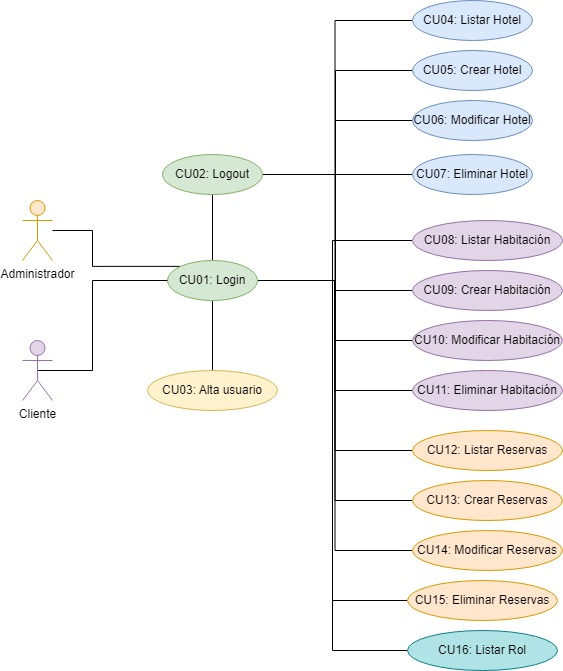 CU04: Listar Hotel
CU05: Crear Hotel
CU06: Modificar Hotel
CU02: Logout
CU07: Eliminar Hotel
CU08: Listar Habitación
Administrador
CU01: Login
CU09: Crear Habitación
CU10: Modificar Habitación
CU03: Alta usuario
CU11: Eliminar Habitación
Cliente
CU12: Listar Reservas
CU13: Crear Reservas
CU14: Modificar Reservas
CU15: Eliminar Reservas
CU16: Listar Rol